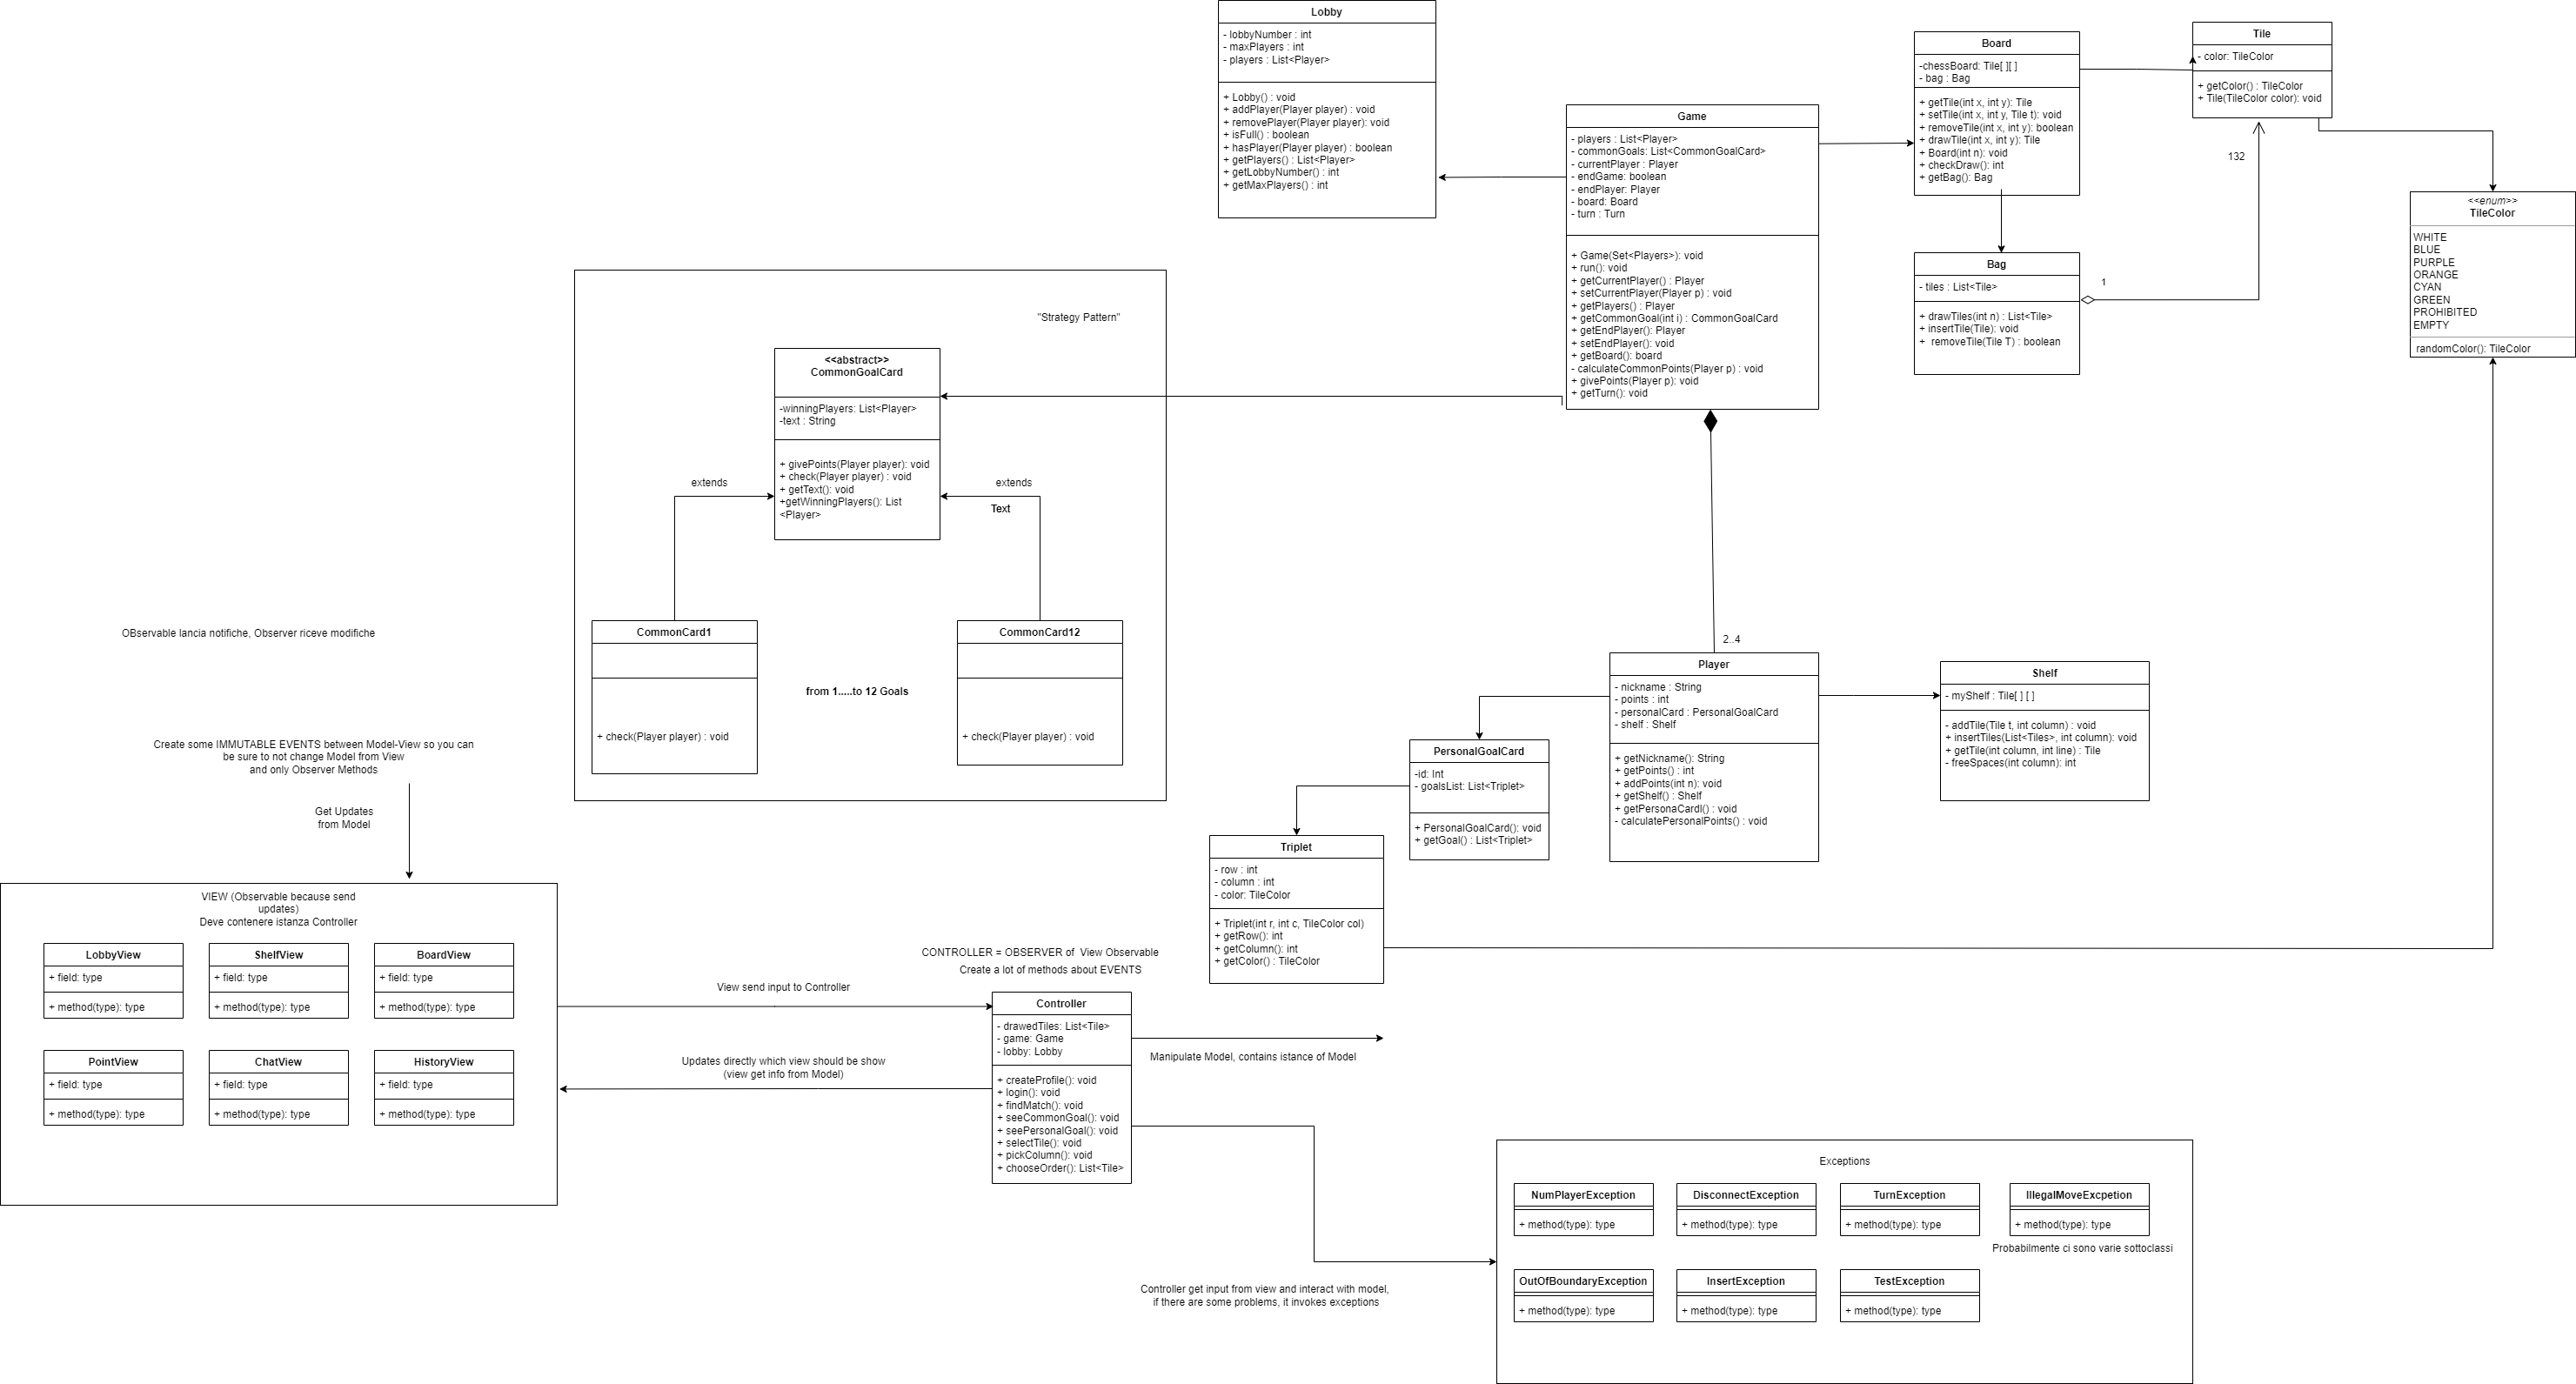 Lobby
- lobbyNumber : int
- maxPlayers : int
- players : List<Player>
+ Lobby() : void
+ addPlayer(Player player) : void
+ removePlayer(Player player): void
+ isFull() : boolean
+ hasPlayer(Player player) : boolean
+ getPlayers() : List<Player>
+ getLobbyNumber() : int
+ getMaxPlayers() : int
Game
- players : List<Player>
- commonGoals: List<CommonGoalCard>
- currentPlayer : Player
- endGame: boolean
- endPlayer: Player
- board: Board
- turn : Turn
+ Game(Set<Players>): void
+ run(): void
+ getCurrentPlayer() : Player
+ setCurrentPlayer(Player p) : void
+ getPlayers() : Player
+ getCommonGoal(int i) : CommonGoalCard
+ getEndPlayer(): Player
+ setEndPlayer(): void
+ getBoard(): board
- calculateCommonPoints(Player p) : void
+ givePoints(Player p): void
+ getTurn(): void
Board
-chessBoard: Tile[ ][ ]
- bag : Bag
+ getTile(int x, int y): Tile
+ setTile(int x, int y, Tile t): void
+ removeTile(int x, int y): boolean
+ drawTile(int x, int y): Tile
+ Board(int n): void
+ checkDraw(): int
+ getBag(): Bag
Tile
- color: TileColor
+ getColor() : TileColor
+ Tile(TileColor color): void
132
1
<<enum>>
TileColor
WHITE
BLUE
PURPLE
ORANGE
CYAN
GREEN
PROHIBITED
EMPTY
randomColor(): TileColor
Bag
- tiles : List<Tile>
+ drawTiles(int n) : List<Tile>
+ insertTile(Tile): void
+  removeTile(Tile T) : boolean
"Strategy Pattern"
<<abstract>>
CommonGoalCard
-winningPlayers: List<Player>
-text : String
+ givePoints(Player player): void
+ check(Player player) : void
+ getText(): void
+getWinningPlayers(): List
<Player>
extends
extends
Text
CommonCard1
+ check(Player player) : void
from 1.....to 12 Goals
CommonCard12
+ check(Player player) : void
2..4
Player
- nickname : String
- points : int
- personalCard : PersonalGoalCard
- shelf : Shelf
+ getNickname(): String
+ getPoints() : int
+ addPoints(int n): void
+ getShelf() : Shelf
+ getPersonaCardl() : void
- calculatePersonalPoints() : void
Shelf
- myShelf : Tile[ ] [ ]
- addTile(Tile t, int column) : void
+ insertTiles(List<Tiles>, int column): void
+ getTile(int column, int line) : Tile
- freeSpaces(int column): int
PersonalGoalCard
-id: Int
- goalsList: List<Triplet>
+ PersonalGoalCard(): void
+ getGoal() : List<Triplet>
Triplet
- row : int
- column : int
- color: TileColor
+ Triplet(int r, int c, TileColor col)
+ getRow(): int
+ getColumn(): int
+ getColor() : TileColor
OBservable lancia notifiche, Observer riceve modifiche
Create some IMMUTABLE EVENTS between Model-View so you can
be sure to not change Model from View
and only Observer Methods
Get Updates
from Model
VIEW (Observable because send
updates)
Deve contenere istanza Controller
LobbyView
+ field: type
+ method(type): type
ShelfView
+ field: type
+ method(type): type
BoardView
+ field: type
+ method(type): type
PointView
+ field: type
+ method(type): type
ChatView
+ field: type
+ method(type): type
HistoryView
+ field: type
+ method(type): type
View send input to Controller
Updates directly which view should be show
(view get info from Model)
CONTROLLER = OBSERVER of  View Observable
Create a lot of methods about EVENTS
Controller
- drawedTiles: List<Tile>
- game: Game
- lobby: Lobby
+ createProfile(): void
+ login(): void
+ findMatch(): void
+ seeCommonGoal(): void
+ seePersonalGoal(): void
+ selectTile(): void
+ pickColumn(): void
+ chooseOrder(): List<Tile>
Manipulate Model, contains istance of Model
Controller get input from view and interact with model,
if there are some problems, it invokes exceptions
Exceptions
NumPlayerException
+ method(type): type
DisconnectException
+ method(type): type
TurnException
+ method(type): type
IllegalMoveExcpetion
+ method(type): type
Probabilmente ci sono varie sottoclassi
OutOfBoundaryException
+ method(type): type
InsertException
+ method(type): type
TestException
+ method(type): type